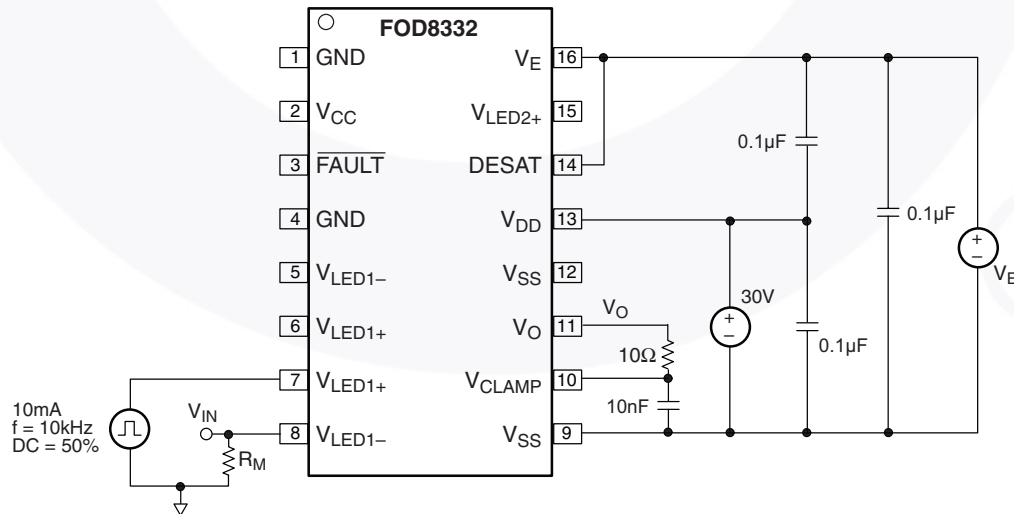 FOD8332
1 GND
2 VCC
3 FAULT
4 GND
5 VLED1–
6 VLED1+
7 VLED1+
8 VLED1–
VE 16
VLED2+ 15
DESAT 14
VDD 13
VSS 12
VO 11
VCLAMP 10
VSS 9
10mA
f = 10kHz
DC = 50%
VIN
RM
VO
10Ω
10nF
30V
+
–
0.1µF
0.1µF
0.1µF
+
–
VE